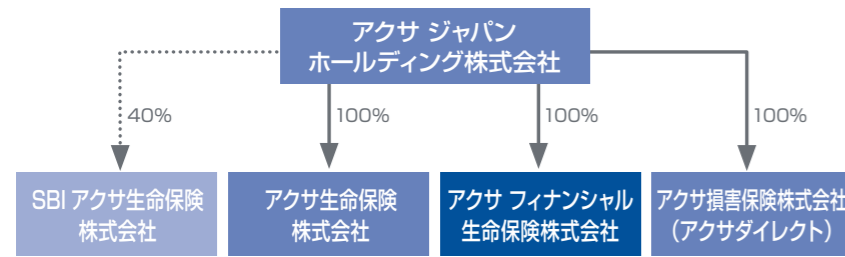 アクサ ジャパン
ホールディング株式会社
40%
100%
100%
100%
SBI アクサ生命保険
株式会社
アクサ生命保険
株式会社
アクサ フィナンシャル
生命保険株式会社
アクサ損害保険株式会社
（アクサダイレクト）